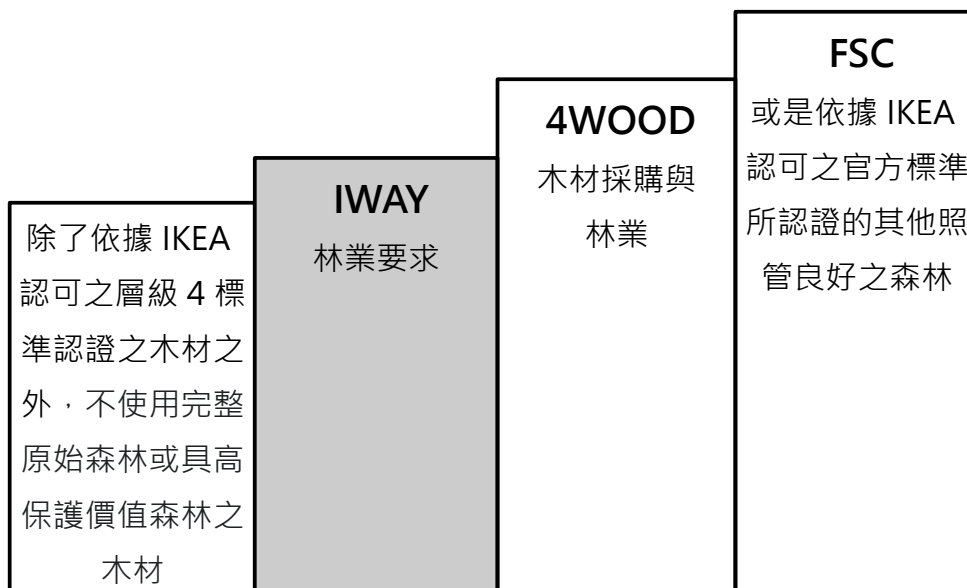 除了依據 IKEA
認可之層級 4 標
準認證之木材之
外，不使用完整
原始森林或具高
保護價值森林之
木材
IWAY
林業要求
4WOOD
木材採購與
林業
FSC
或是依據 IKEA
認可之官方標準
所認證的其他照
管良好之森林